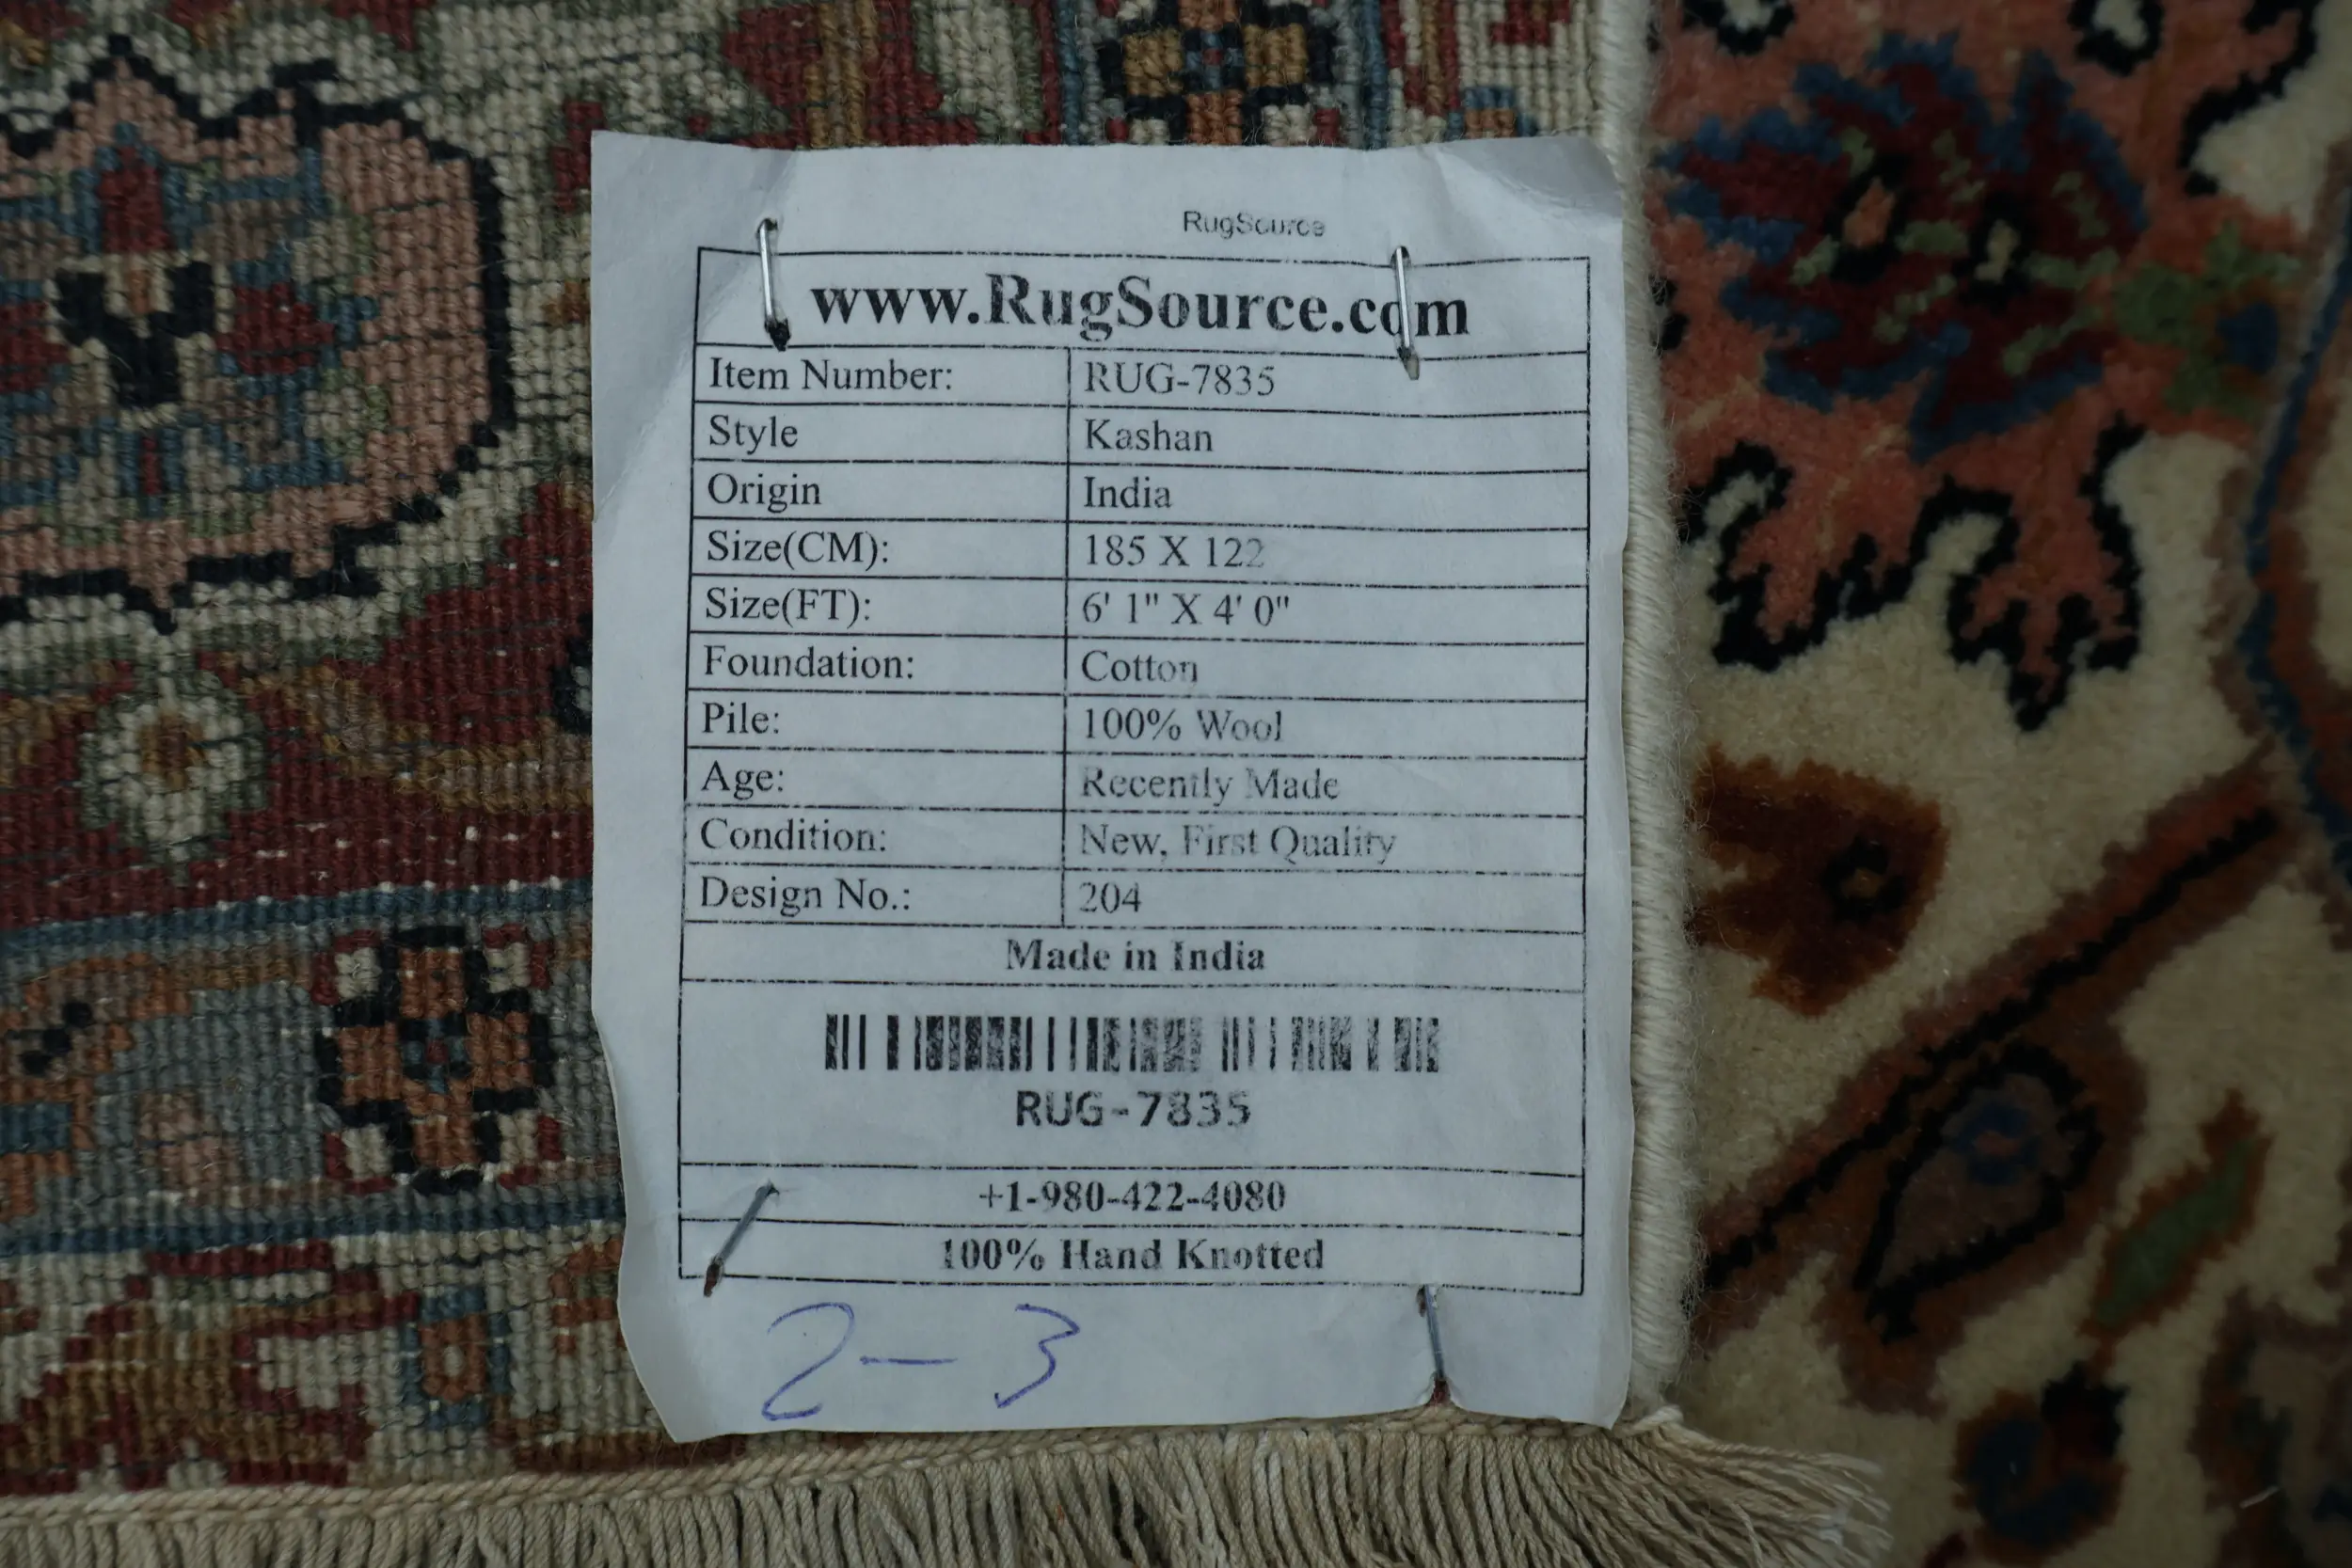 RugSource
www.RugSource.com
Item Number: RUG-7835
Style Kashan
Origin India
Size(CM): 185 X 122
Size(FT): 6' 1" X 4' 0"
Foundation: Cotton
Pile: 100% Wool
Age: Recently Made
Condition: New, First Quality
Design No.: 204
Made in India
RUG-7835
+1-980-422-4080
100% Hand Knotted
2-3